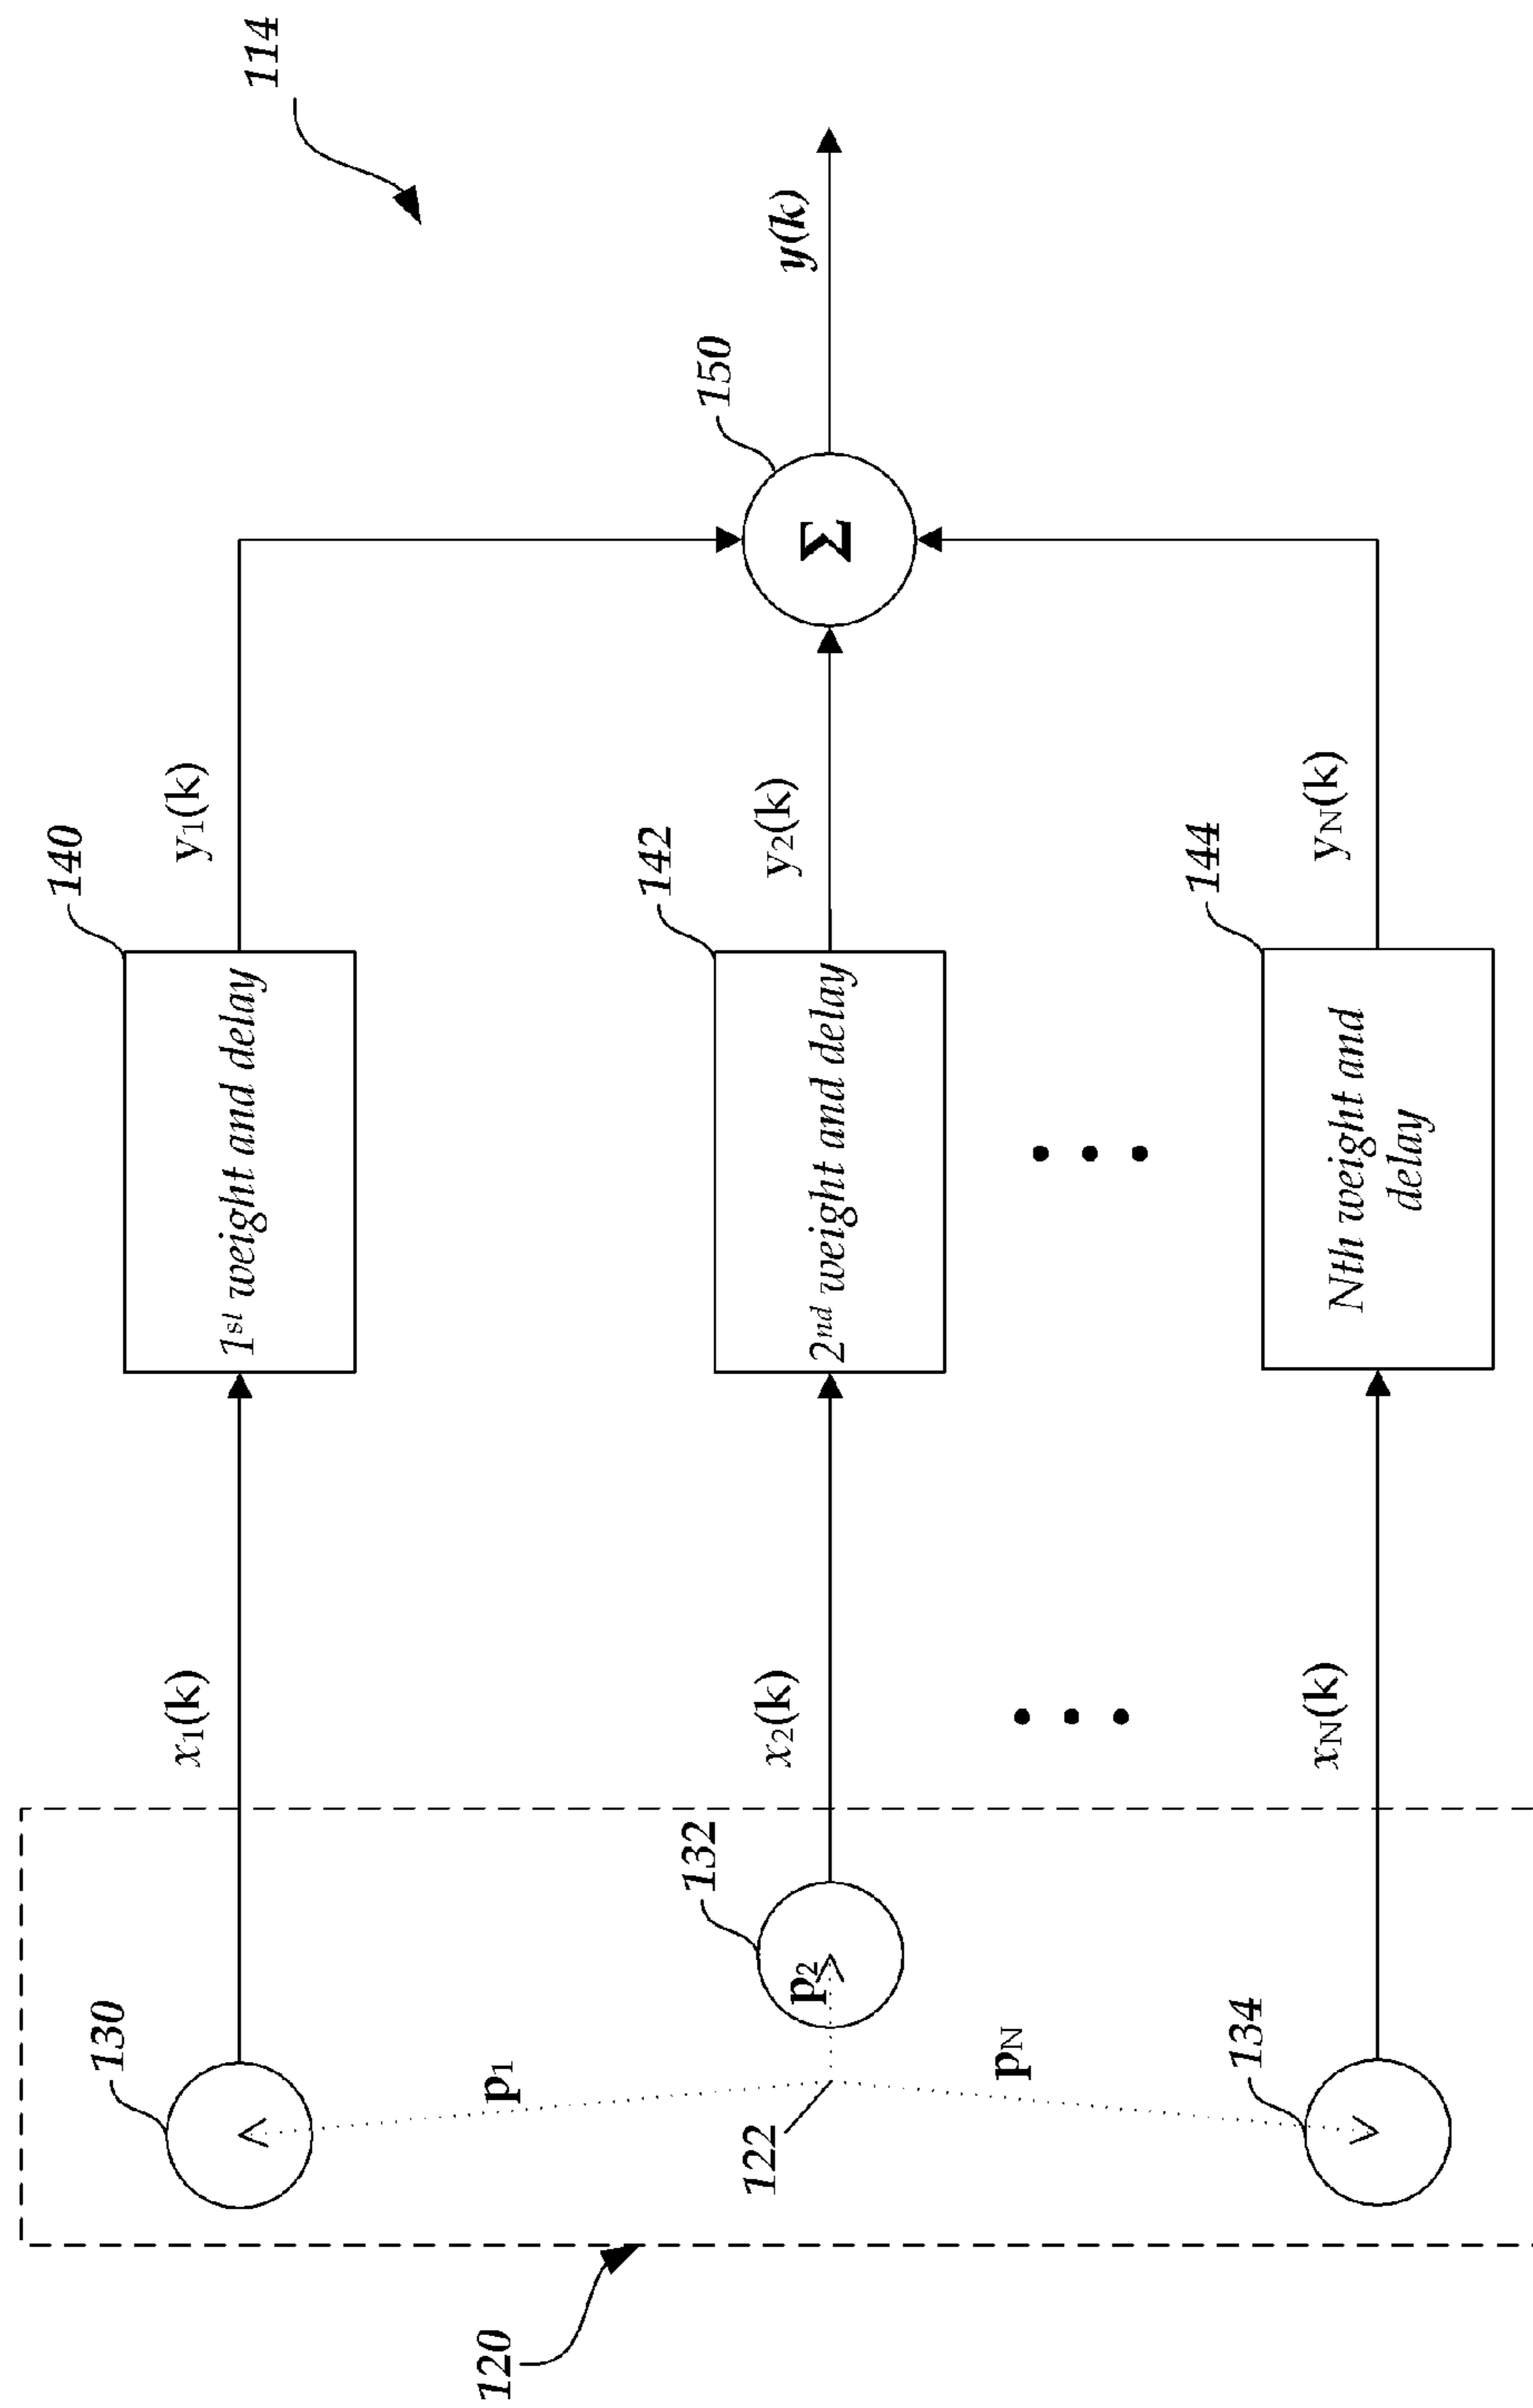 114
130
p₁
x₁(k)
140
1ˢᵗ weight and delay
y₁(k)
120
122
132
p₂
x₂(k)
142
2ⁿᵈ weight and delay
y₂(k)
150
Σ
y(k)
134
pN
xN(k)
144
Nth weight and
delay
yN(k)